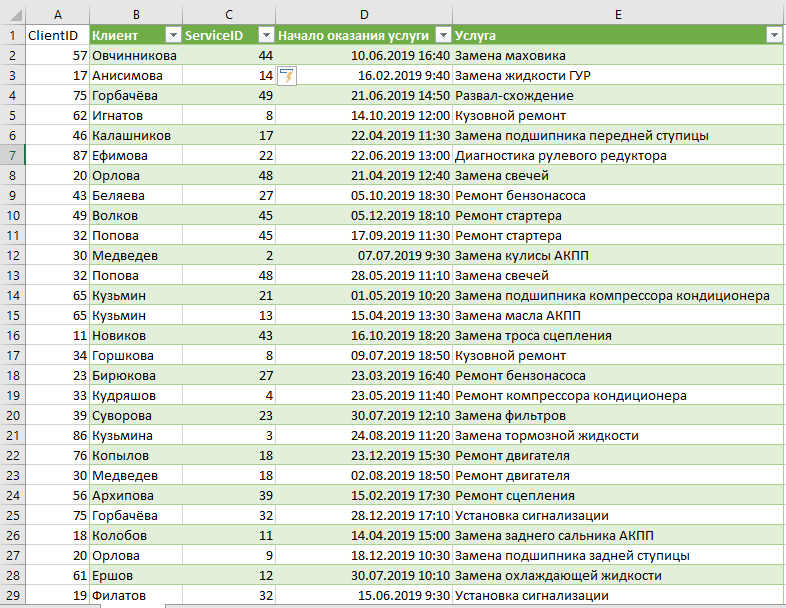 A B C D E
1 ClientID Клиент ServiceID Начало оказания услуги Услуга
2 57 Овчинникова 44 10.06.2019 16:40 Замена маховика
3 17 Анисимова 14 16.02.2019 9:40 Замена жидкости ГУР
4 75 Горбачёва 49 21.06.2019 14:50 Развал-схождение
5 62 Игнатов 8 14.10.2019 12:00 Кузовной ремонт
6 46 Калашников 17 22.04.2019 11:30 Замена подшипника передней ступицы
7 87 Ефимова 22 22.06.2019 13:00 Диагностика рулевого редуктора
8 20 Орлова 48 21.04.2019 12:40 Замена свечей
9 43 Беляева 27 05.10.2019 18:30 Ремонт бензонасоса
10 49 Волков 45 05.12.2019 18:10 Ремонт стартера
11 32 Попова 45 17.09.2019 11:30 Ремонт стартера
12 30 Медведев 2 07.07.2019 9:30 Замена кулисы АКПП
13 32 Попова 48 28.05.2019 11:10 Замена свечей
14 65 Кузьмин 21 01.05.2019 10:20 Замена подшипника компрессора кондиционера
15 65 Кузьмин 13 15.04.2019 13:30 Замена масла АКПП
16 11 Новиков 43 16.10.2019 18:20 Замена троса сцепления
17 34 Горшкова 8 09.07.2019 18:50 Кузовной ремонт
18 23 Бирюкова 27 23.03.2019 16:40 Ремонт бензонасоса
19 33 Кудряшов 4 23.05.2019 11:40 Ремонт компрессора кондиционера
20 39 Суворова 23 30.07.2019 12:10 Замена фильтров
21 86 Кузьмина 3 24.08.2019 11:20 Замена тормозной жидкости
22 76 Копылов 18 23.12.2019 15:30 Ремонт двигателя
23 30 Медведев 18 02.08.2019 18:50 Ремонт двигателя
24 56 Архипова 39 15.02.2019 17:30 Ремонт сцепления
25 75 Горбачёва 32 28.12.2019 17:10 Установка сигнализации
26 18 Колобов 11 14.04.2019 15:00 Замена заднего сальника АКПП
27 20 Орлова 9 18.12.2019 10:30 Замена подшипника задней ступицы
28 61 Ершов 12 30.07.2019 10:10 Замена охлаждающей жидкости
29 19 Филатов 32 15.06.2019 9:30 Установка сигнализации